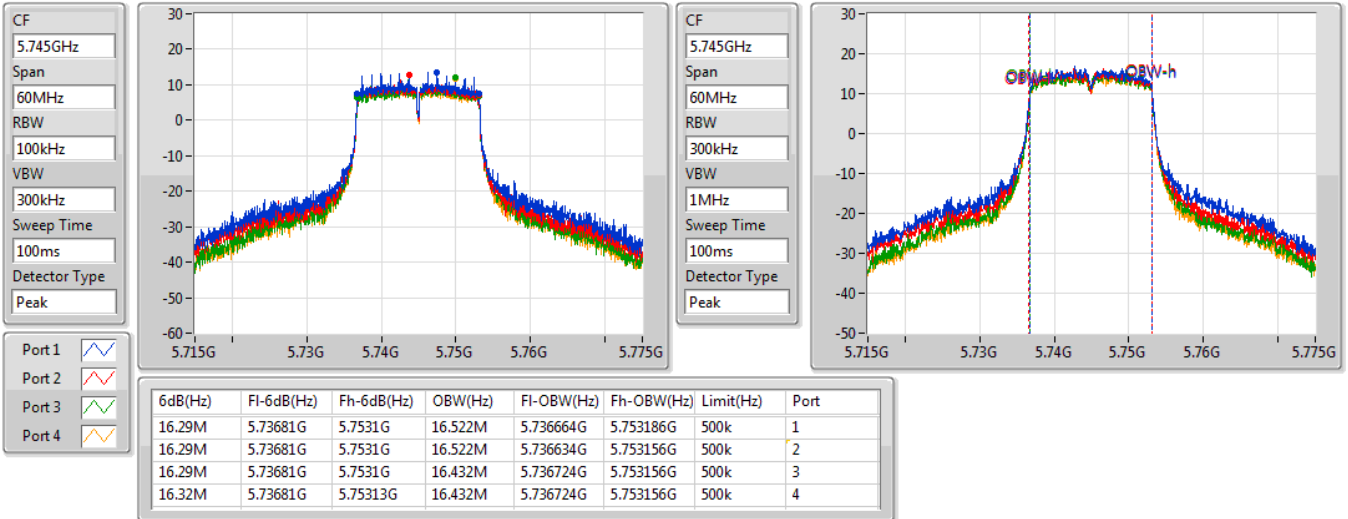 CF
5.745GHz
Span
60MHz
RBW
100kHz
VBW
300kHz
Sweep Time
100ms
Detector Type
Peak
30
20
10
0
-10
-20
-30
-40
-50
-60
5.715G 5.73G 5.74G 5.75G 5.76G 5.775G
CF
5.745GHz
Span
60MHz
RBW
300kHz
VBW
1MHz
Sweep Time
100ms
Detector Type
Peak
30
20
10
0
-10
-20
-30
-40
-50
OBW-h
5.715G 5.73G 5.74G 5.75G 5.76G 5.775G
Port 1
Port 2
Port 3
Port 4
6dB(Hz) Fl-6dB(Hz) Fh-6dB(Hz) OBW(Hz) Fl-OBW(Hz) Fh-OBW(Hz) Limit(Hz) Port
16.29M 5.73681G 5.7531G 16.522M 5.736664G 5.753186G 500k 1
16.29M 5.73681G 5.7531G 16.522M 5.736634G 5.753156G 500k 2
16.29M 5.73681G 5.7531G 16.432M 5.736724G 5.753156G 500k 3
16.32M 5.73681G 5.75313G 16.432M 5.736724G 5.753156G 500k 4